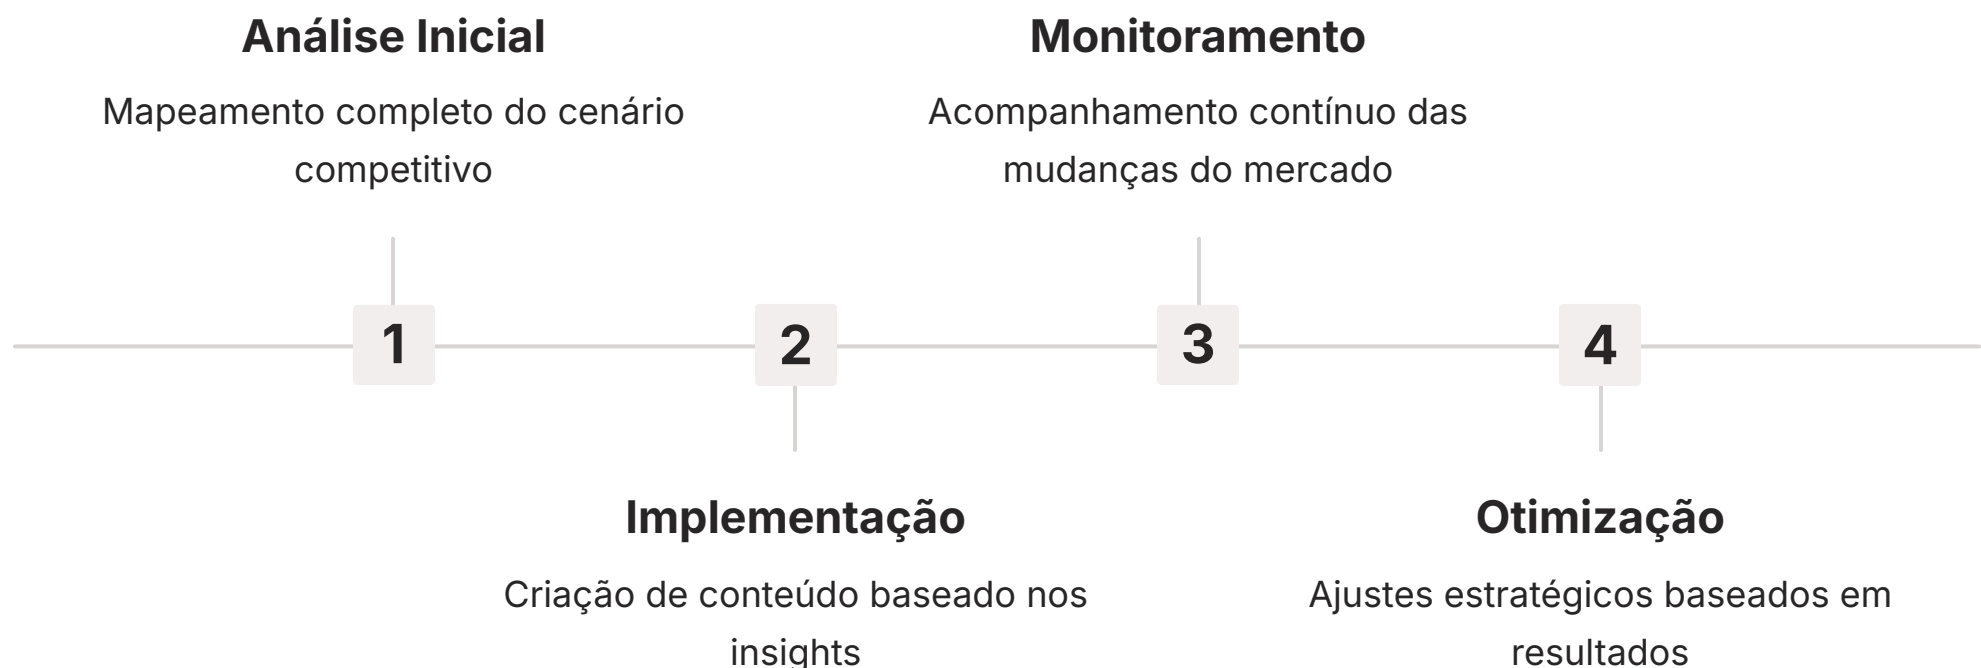 Análise Inicial
Mapeamento completo do cenário
competitivo
Monitoramento
Acompanhamento contínuo das
mudanças do mercado
1
2
3
4
Implementação
Criação de conteúdo baseado nos
insights
Otimização
Ajustes estratégicos baseados em
resultados